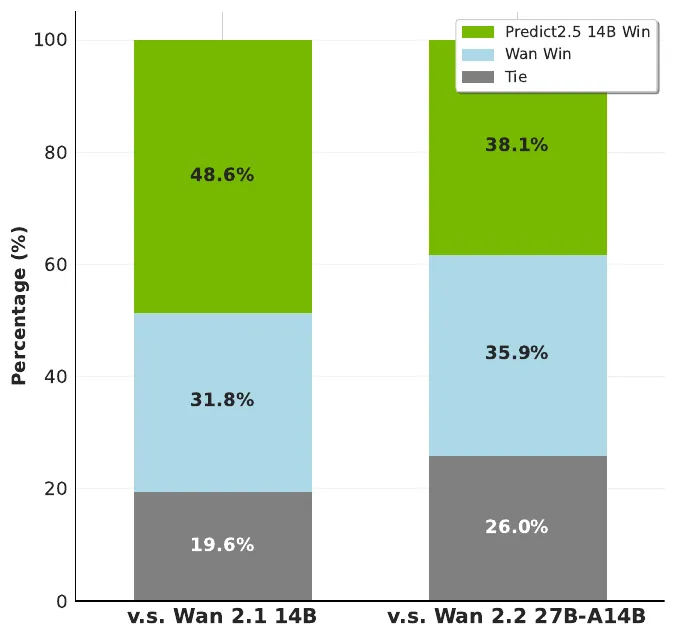 Predict2.5 14B Win
Wan Win
Tie
Percentage (%)
100
80
60
40
20
0
48.6%
31.8%
19.6%
38.1%
35.9%
26.0%
v.s. Wan 2.1 14B
v.s. Wan 2.2 27B-A14B